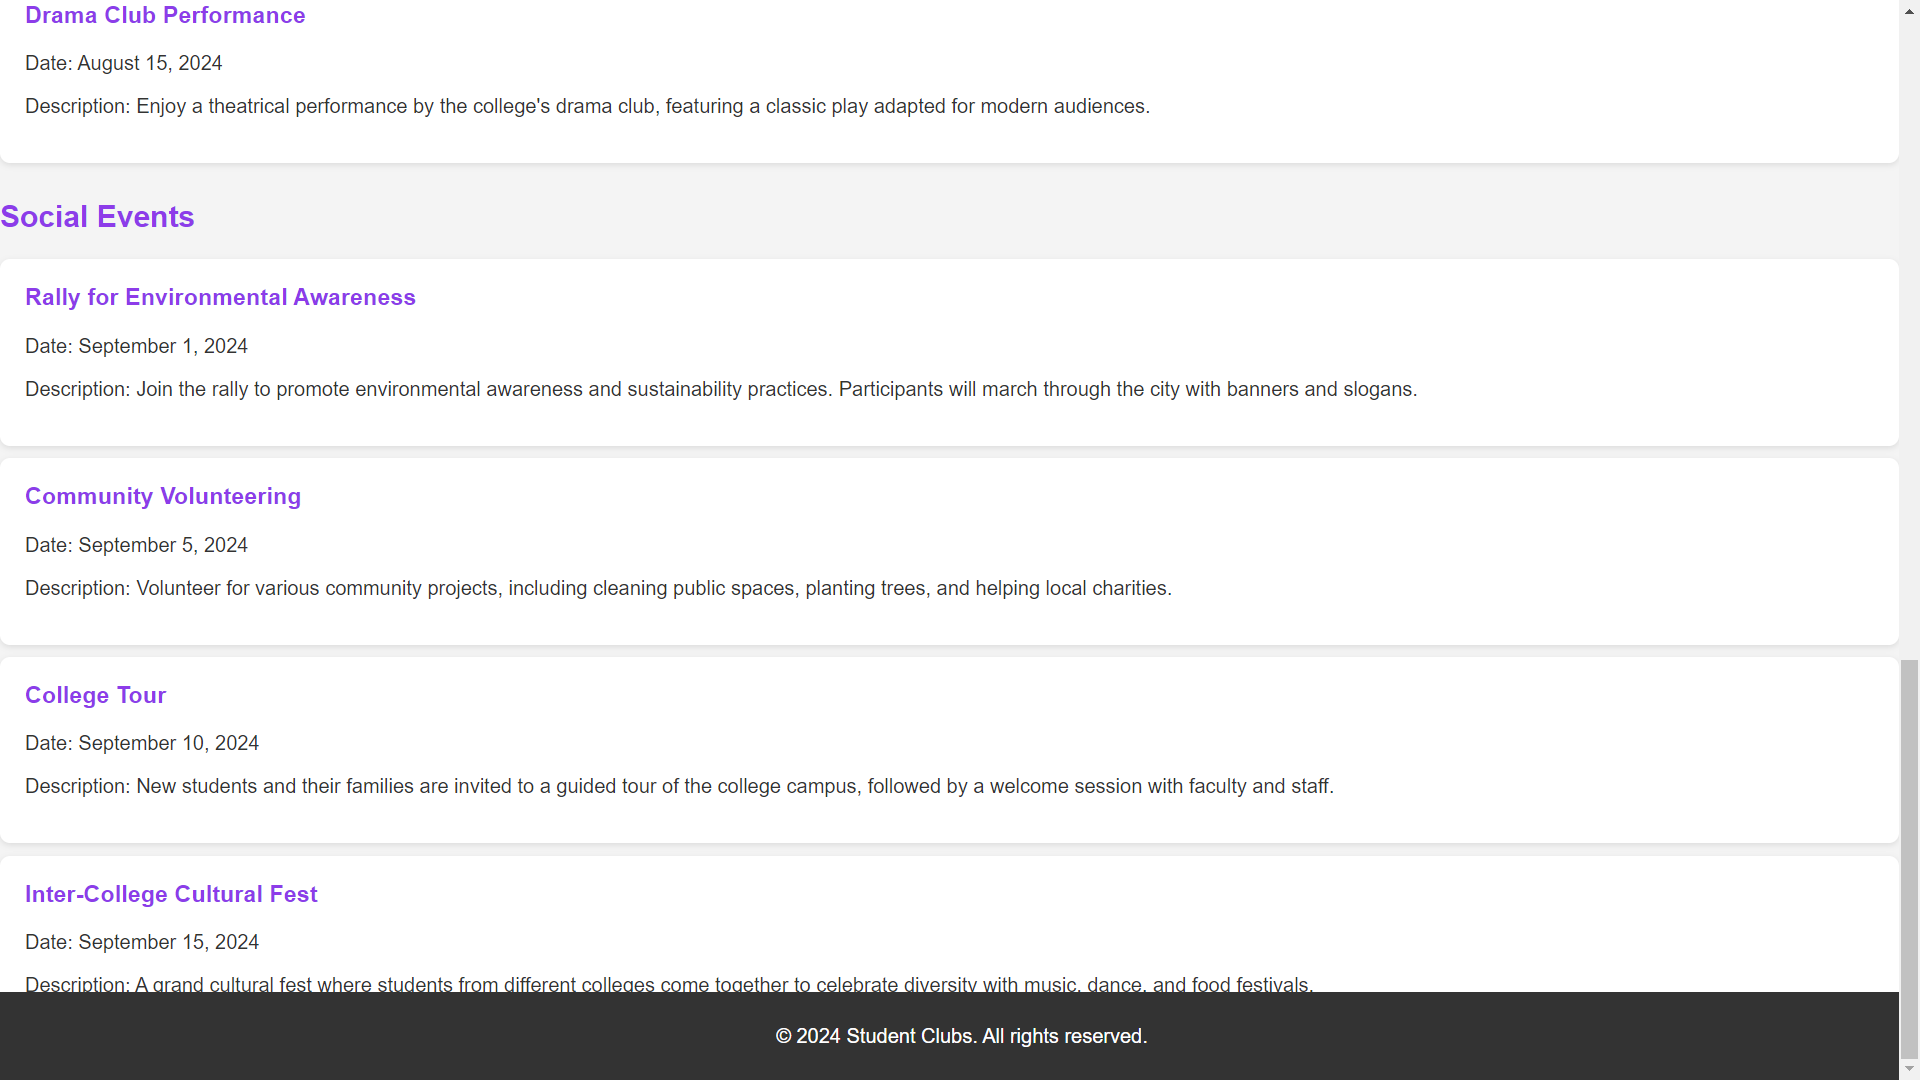 Drama Club Performance
Date: August 15, 2024
Description: Enjoy a theatrical performance by the college's drama club, featuring a classic play adapted for modern audiences.
Social Events
Rally for Environmental Awareness
Date: September 1, 2024
Description: Join the rally to promote environmental awareness and sustainability practices. Participants will march through the city with banners and slogans.
Community Volunteering
Date: September 5, 2024
Description: Volunteer for various community projects, including cleaning public spaces, planting trees, and helping local charities.
College Tour
Date: September 10, 2024
Description: New students and their families are invited to a guided tour of the college campus, followed by a welcome session with faculty and staff.
Inter-College Cultural Fest
Date: September 15, 2024
Description: A grand cultural fest where students from different colleges come together to celebrate diversity with music, dance, and food festivals.
© 2024 Student Clubs. All rights reserved.